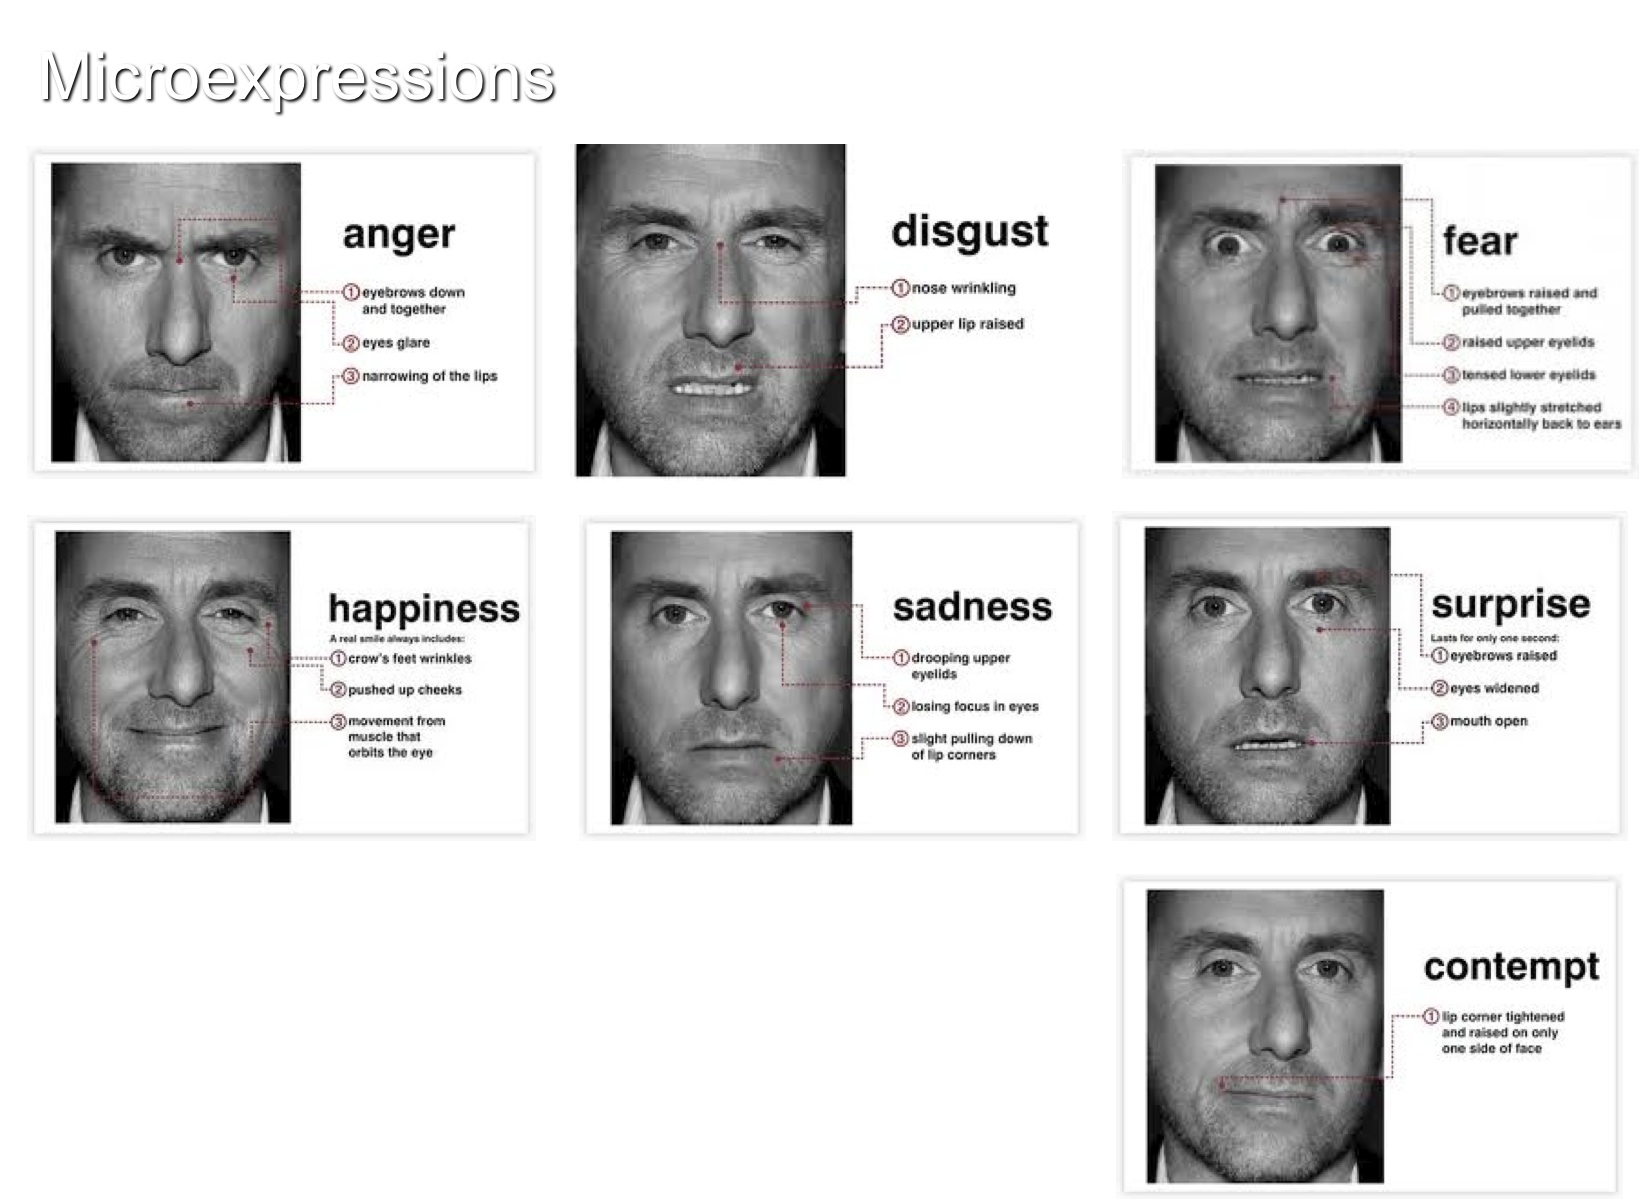 Microexpressions
anger
① eyebrows down
and together
② eyes glare
③ narrowing of the lips
disgust
① nose wrinkling
② upper lip raised
fear
① eyebrows raised and
pulled together
② raised upper eyelids
③ tensed lower eyelids
④ lips slightly stretched
horizontally back to ears
happiness
A real smile always includes:
① crow's feet wrinkles
② pushed up cheeks
③ movement from
muscle that
orbits the eye
sadness
① drooping upper
eyelids
② losing focus in eyes
③ slight pulling down
of lip corners
surprise
Lasts for only one second:
① eyebrows raised
② eyes widened
③ mouth open
contempt
① lip corner tightened
and raised on only
one side of face